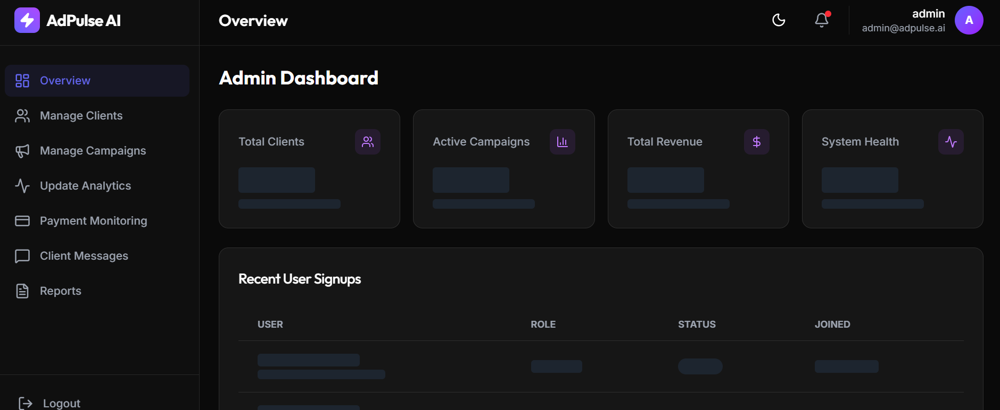 AdPulse AI
Overview
Manage Clients
Manage Campaigns
Update Analytics
Payment Monitoring
Client Messages
Reports
Logout
Overview
admin
admin@adpulse.ai
A
Admin Dashboard
Total Clients
Active Campaigns
Total Revenue
System Health
Recent User Signups
USER ROLE STATUS JOINED